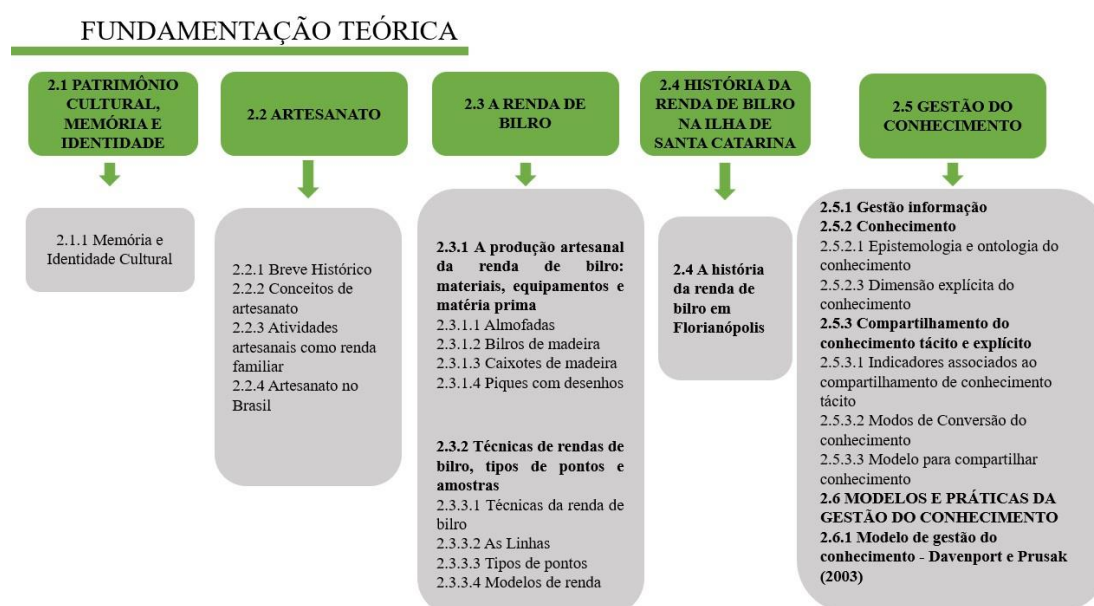 FUNDAMENTAÇÃO TEÓRICA
2.1 PATRIMÔNIO
CULTURAL,
MEMÓRIA E
IDENTIDADE
2.2 ARTESANATO
2.3 A RENDA DE
BILRO
2.4 HISTÓRIA DA
RENDA DE BILRO
NA ILHA DE
SANTA CATARINA
2.5 GESTÃO DO
CONHECIMENTO
2.1.1 Memória e
Identidade Cultural
2.2.1 Breve Histórico
2.2.2 Conceitos de
artesanato
2.2.3 Atividades
artesanais como renda
familiar
2.2.4 Artesanato no
Brasil
2.3.1 A produção artesanal
da renda de bilro:
materiais, equipamentos e
matéria prima
2.3.1.1 Almofadas
2.3.1.2 Bilros de madeira
2.3.1.3 Caixotes de madeira
2.3.1.4 Piques com desenhos
2.3.2 Técnicas de rendas de
bilro, tipos de pontos e
amostras
2.3.3.1 Técnicas da renda de
bilro
2.3.3.2 As Linhas
2.3.3.3 Tipos de pontos
2.3.3.4 Modelos de renda
2.4 A história
da renda de
bilro em
Florianópolis
2.5.1 Gestão informação
2.5.2 Conhecimento
2.5.2.1 Epistemologia e ontologia do
conhecimento
2.5.2.3 Dimensão explícita do
conhecimento
2.5.3 Compartilhamento do
conhecimento tácito e explícito
2.5.3.1 Indicadores associados ao
compartilhamento de conhecimento
tácito
2.5.3.2 Modos de Conversão do
conhecimento
2.5.3.3 Modelo para compartilhar
conhecimento
2.6 MODELOS E PRÁTICAS DA
GESTÃO DO CONHECIMENTO
2.6.1 Modelo de gestão do
conhecimento - Davenport e Prusak
(2003)